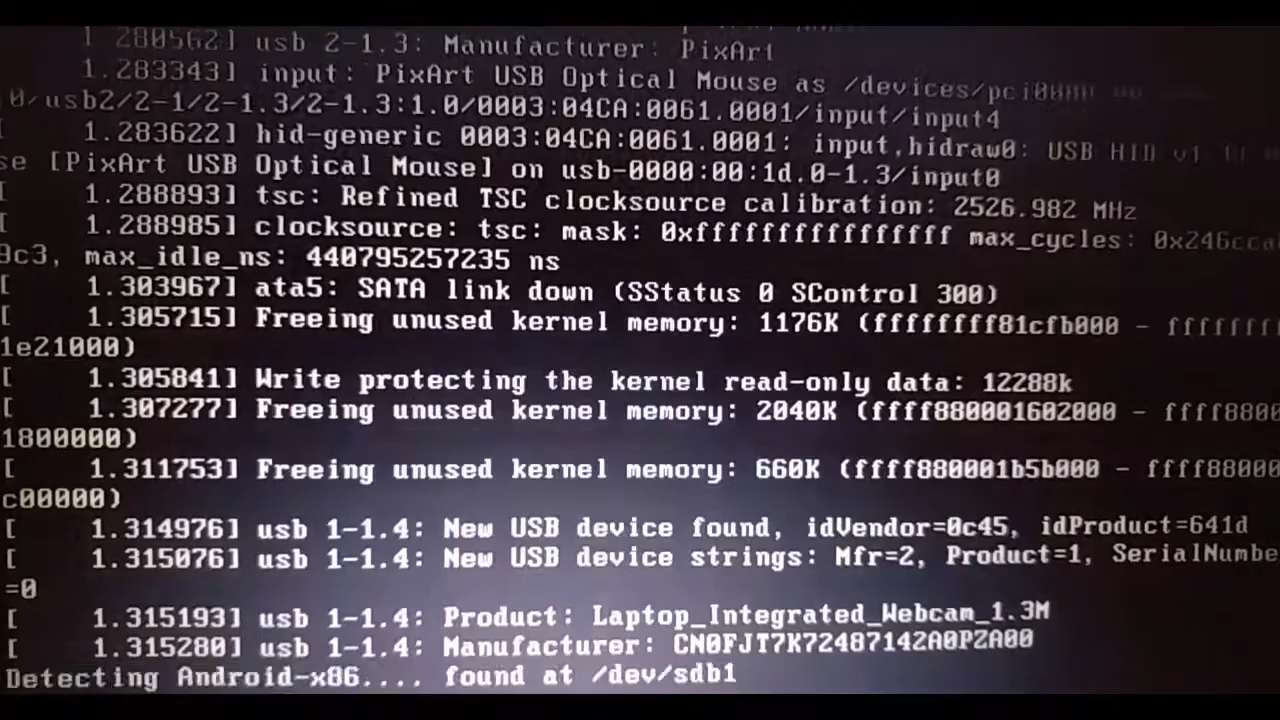 1.280562] usb 2-1.3: Manufacturer: PixArt
1.283343] input: PixArt USB Optical Mouse as /devices/pci0000
0/usb2/2-1/2-1.3/2-1.3:1.0/0003:04CA:0061.0001/input/input4
[ 1.283622] hid-generic 0003:04CA:0061.0001: input,hidraw0: USB HID v1.11
se [PixArt USB Optical Mouse] on usb-0000:00:1d.0-1.3/input0
[ 1.288893] tsc: Refined TSC clocksource calibration: 2526.982 MHz
[ 1.288985] clocksource: tsc: mask: 0xffffffffffffffff max_cycles: 0x246cca
9c3, max_idle_ns: 440795257235 ns
[ 1.303967] ata5: SATA link down (SStatus 0 SControl 300)
[ 1.305715] Freeing unused kernel memory: 1176K (ffffffff81cfb000 - fffffff
1e21000)
[ 1.305841] Write protecting the kernel read-only data: 12288k
[ 1.307277] Freeing unused kernel memory: 2040K (ffff880001602000 - ffff8800
1800000)
[ 1.311753] Freeing unused kernel memory: 660K (ffff880001b5b000 - ffff88000
c00000)
[ 1.314976] usb 1-1.4: New USB device found, idVendor=0c45, idProduct=641d
[ 1.315076] usb 1-1.4: New USB device strings: Mfr=2, Product=1, SerialNumbe
=0
[ 1.315193] usb 1-1.4: Product: Laptop_Integrated_Webcam_1.3M
[ 1.315280] usb 1-1.4: Manufacturer: CN0FJT7K72487142A0PZA00
Detecting Android-x86.... found at /dev/sdb1